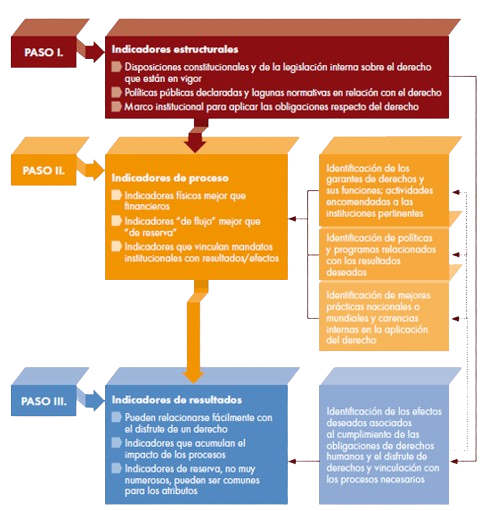 PASO I.
Indicadores estructurales
Disposiciones constitucionales y de la legislación interna sobre el derecho
que están en vigor
Políticas públicas declaradas y lagunas normativas en relación con el derecho
Marco institucional para aplicar las obligaciones respecto del derecho
PASO II.
Indicadores de proceso
Indicadores físicos mejor que
financieros
Indicadores “de flujo” mejor que
“de reserva”
Indicadores que vinculan mandatos
institucionales con resultados/efectos
Identificación de los
garantes de derechos y
sus funciones; actividades
encomendadas a las
instituciones pertinentes
Identificación de políticas
y programas relacionados
con los resultados
deseados
Identificación de mejores
prácticas nacionales o
mundiales y carencias
internas en la aplicación
del derecho
PASO III.
Indicadores de resultados
Pueden relacionarse fácilmente con
el disfrute de un derecho
Indicadores que acumulan el
impacto de los procesos
Indicadores de reserva, no muy
numerosos, pueden ser comunes
para los atributos
Identificación de los efectos
deseados asociados
al cumplimiento de las
obligaciones de derechos
humanos y el disfrute de
derechos y vinculación con
los procesos necesarios